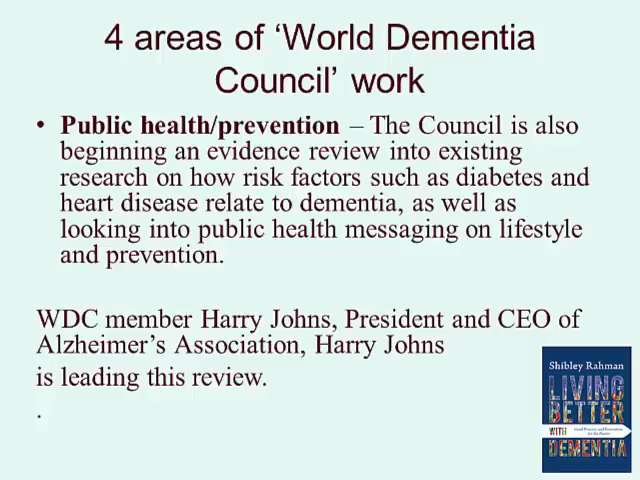 4 areas of ‘World Dementia
Council’ work
• Public health/prevention – The Council is also
beginning an evidence review into existing
research on how risk factors such as diabetes and
heart disease relate to dementia, as well as
looking into public health messaging on lifestyle
and prevention.
WDC member Harry Johns, President and CEO of
Alzheimer’s Association, Harry Johns
is leading this review.
.
Shibley Rahman
LIVING
BETTER
WITH
DEMENTIA